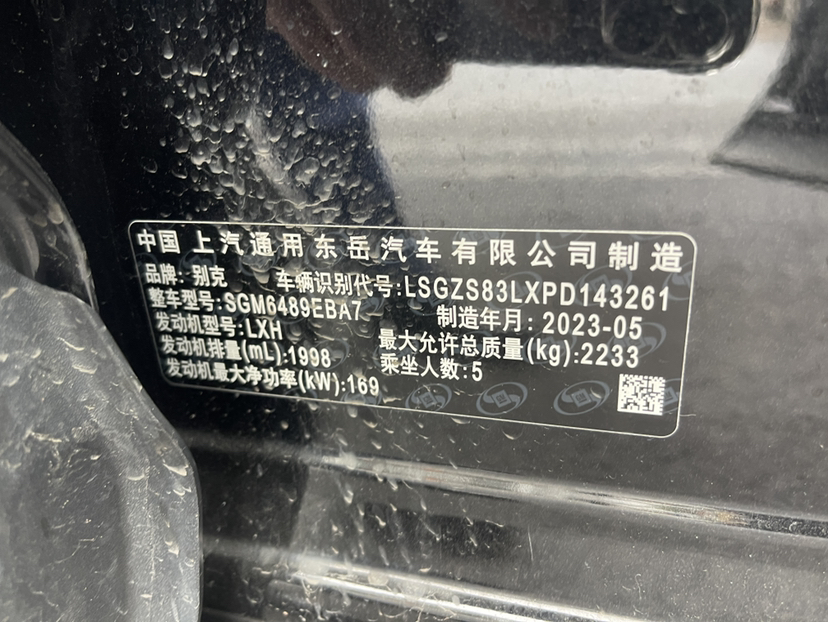 中国上汽通用东岳汽车有限公司制造
品牌:别克 车辆识别代号:LSGZS83LXPD143261
整车型号:SGM6489EBA7 制造年月:2023-05
发动机型号:LXH 最大允许总质量(kg):2233
发动机排量(mL):1998 乘坐人数:5
发动机最大净功率(kW):169